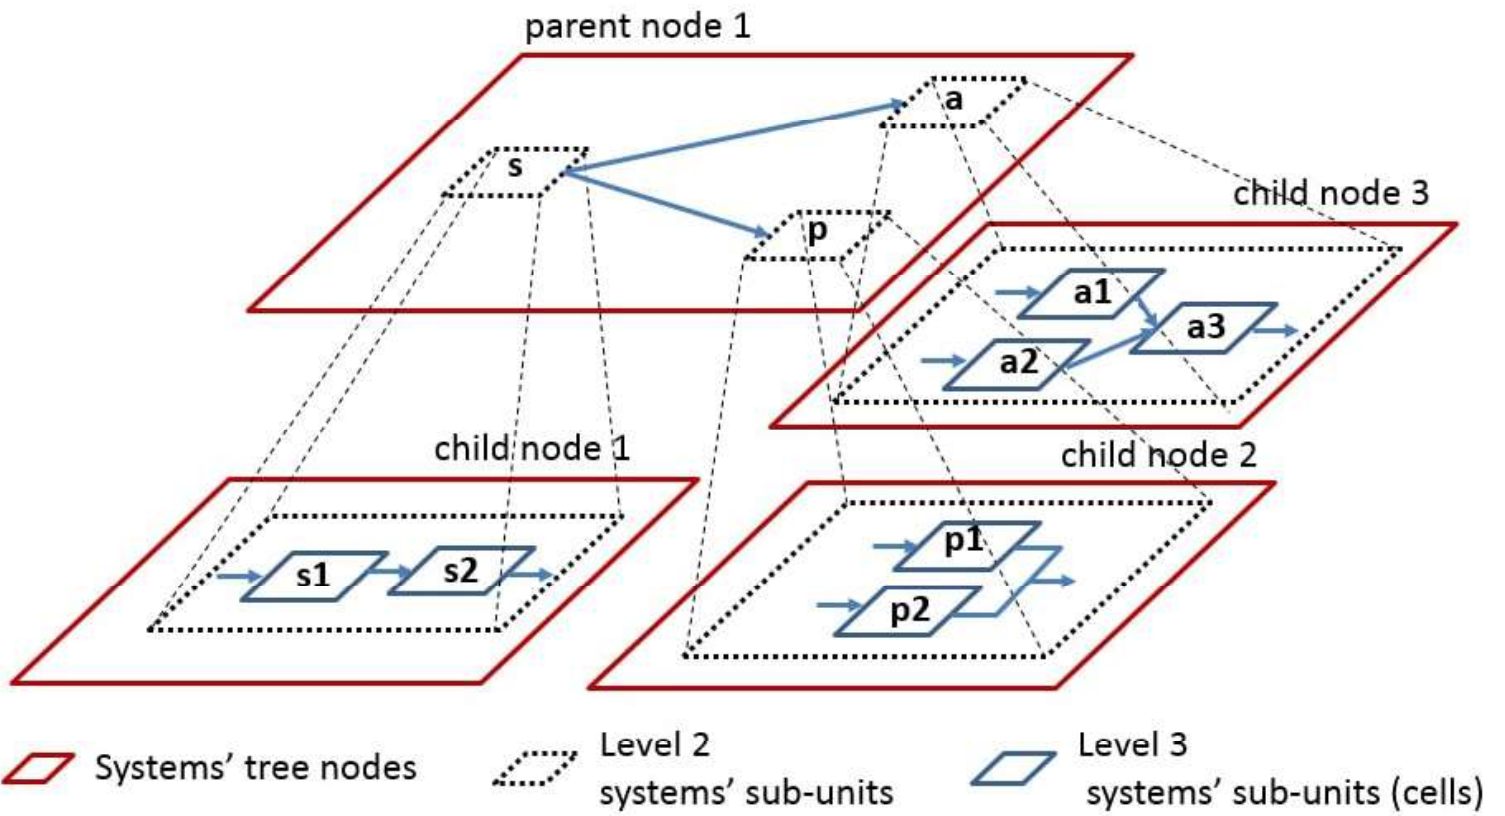 parent node 1
a
s
p
child node 3
a1
a3
a2
child node 1
child node 2
s1
s2
p1
p2
Systems’ tree nodes
Level 2
systems’ sub-units
Level 3
systems’ sub-units (cells)